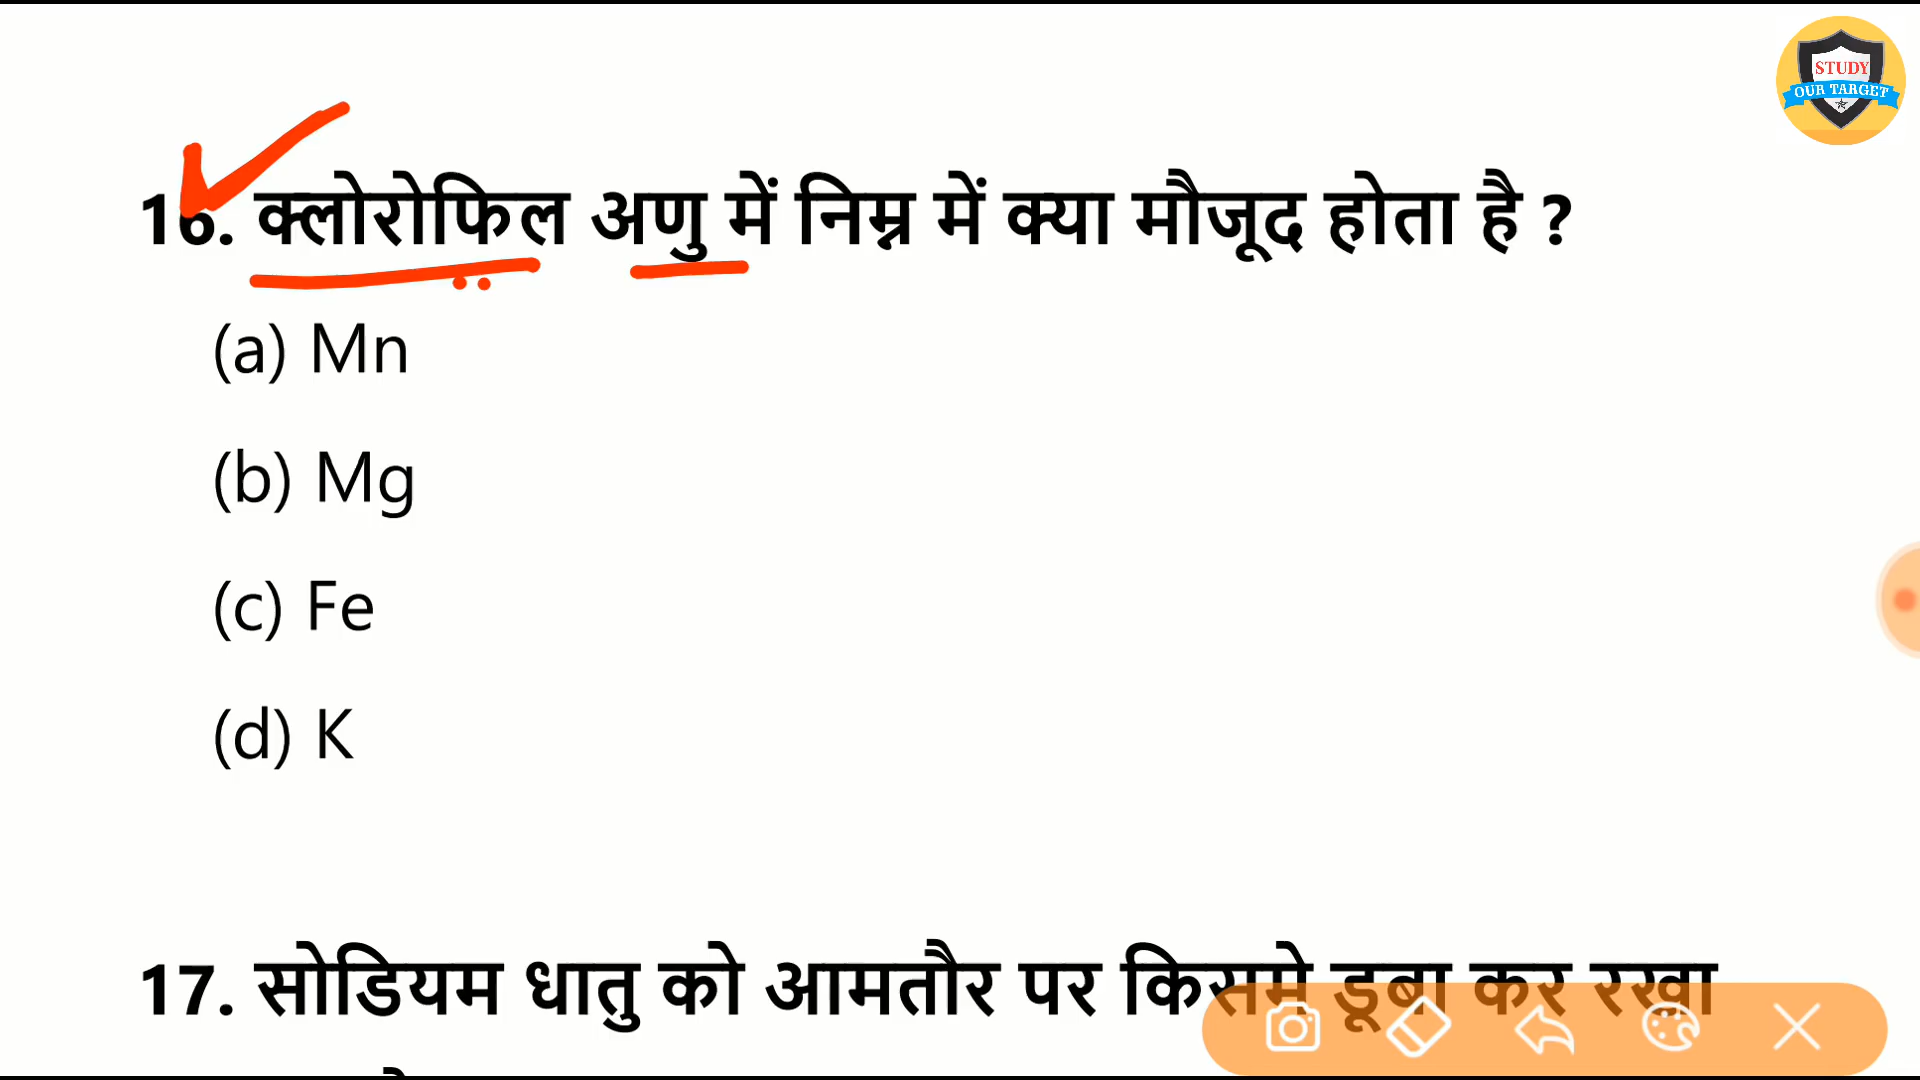 STUDY
OUR TARGET
16. क्लोरोफिल अणु में निम्न में क्या मौजूद होता है ?
(a) Mn
(b) Mg
(c) Fe
(d) K
17. सोडियम धातु को आमतौर पर किसमे डूबा कर रखा